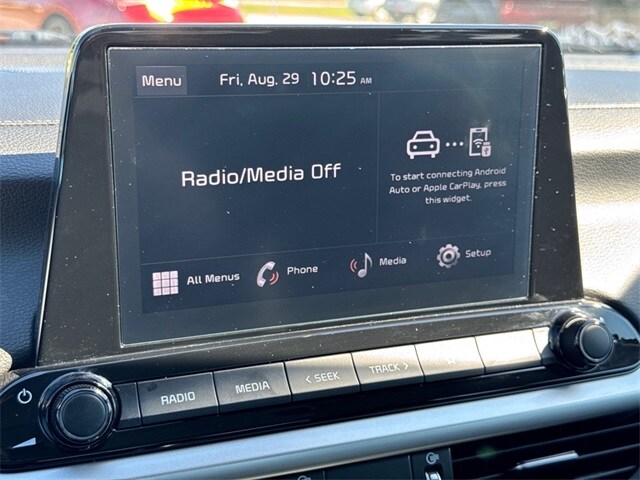 Menu
Fri, Aug. 29 10:25 AM
Radio/Media Off
To start connecting Android
Auto or Apple CarPlay, press
this widget.
All Menus
Phone
Media
Setup
RADIO
MEDIA
< SEEK
TRACK >